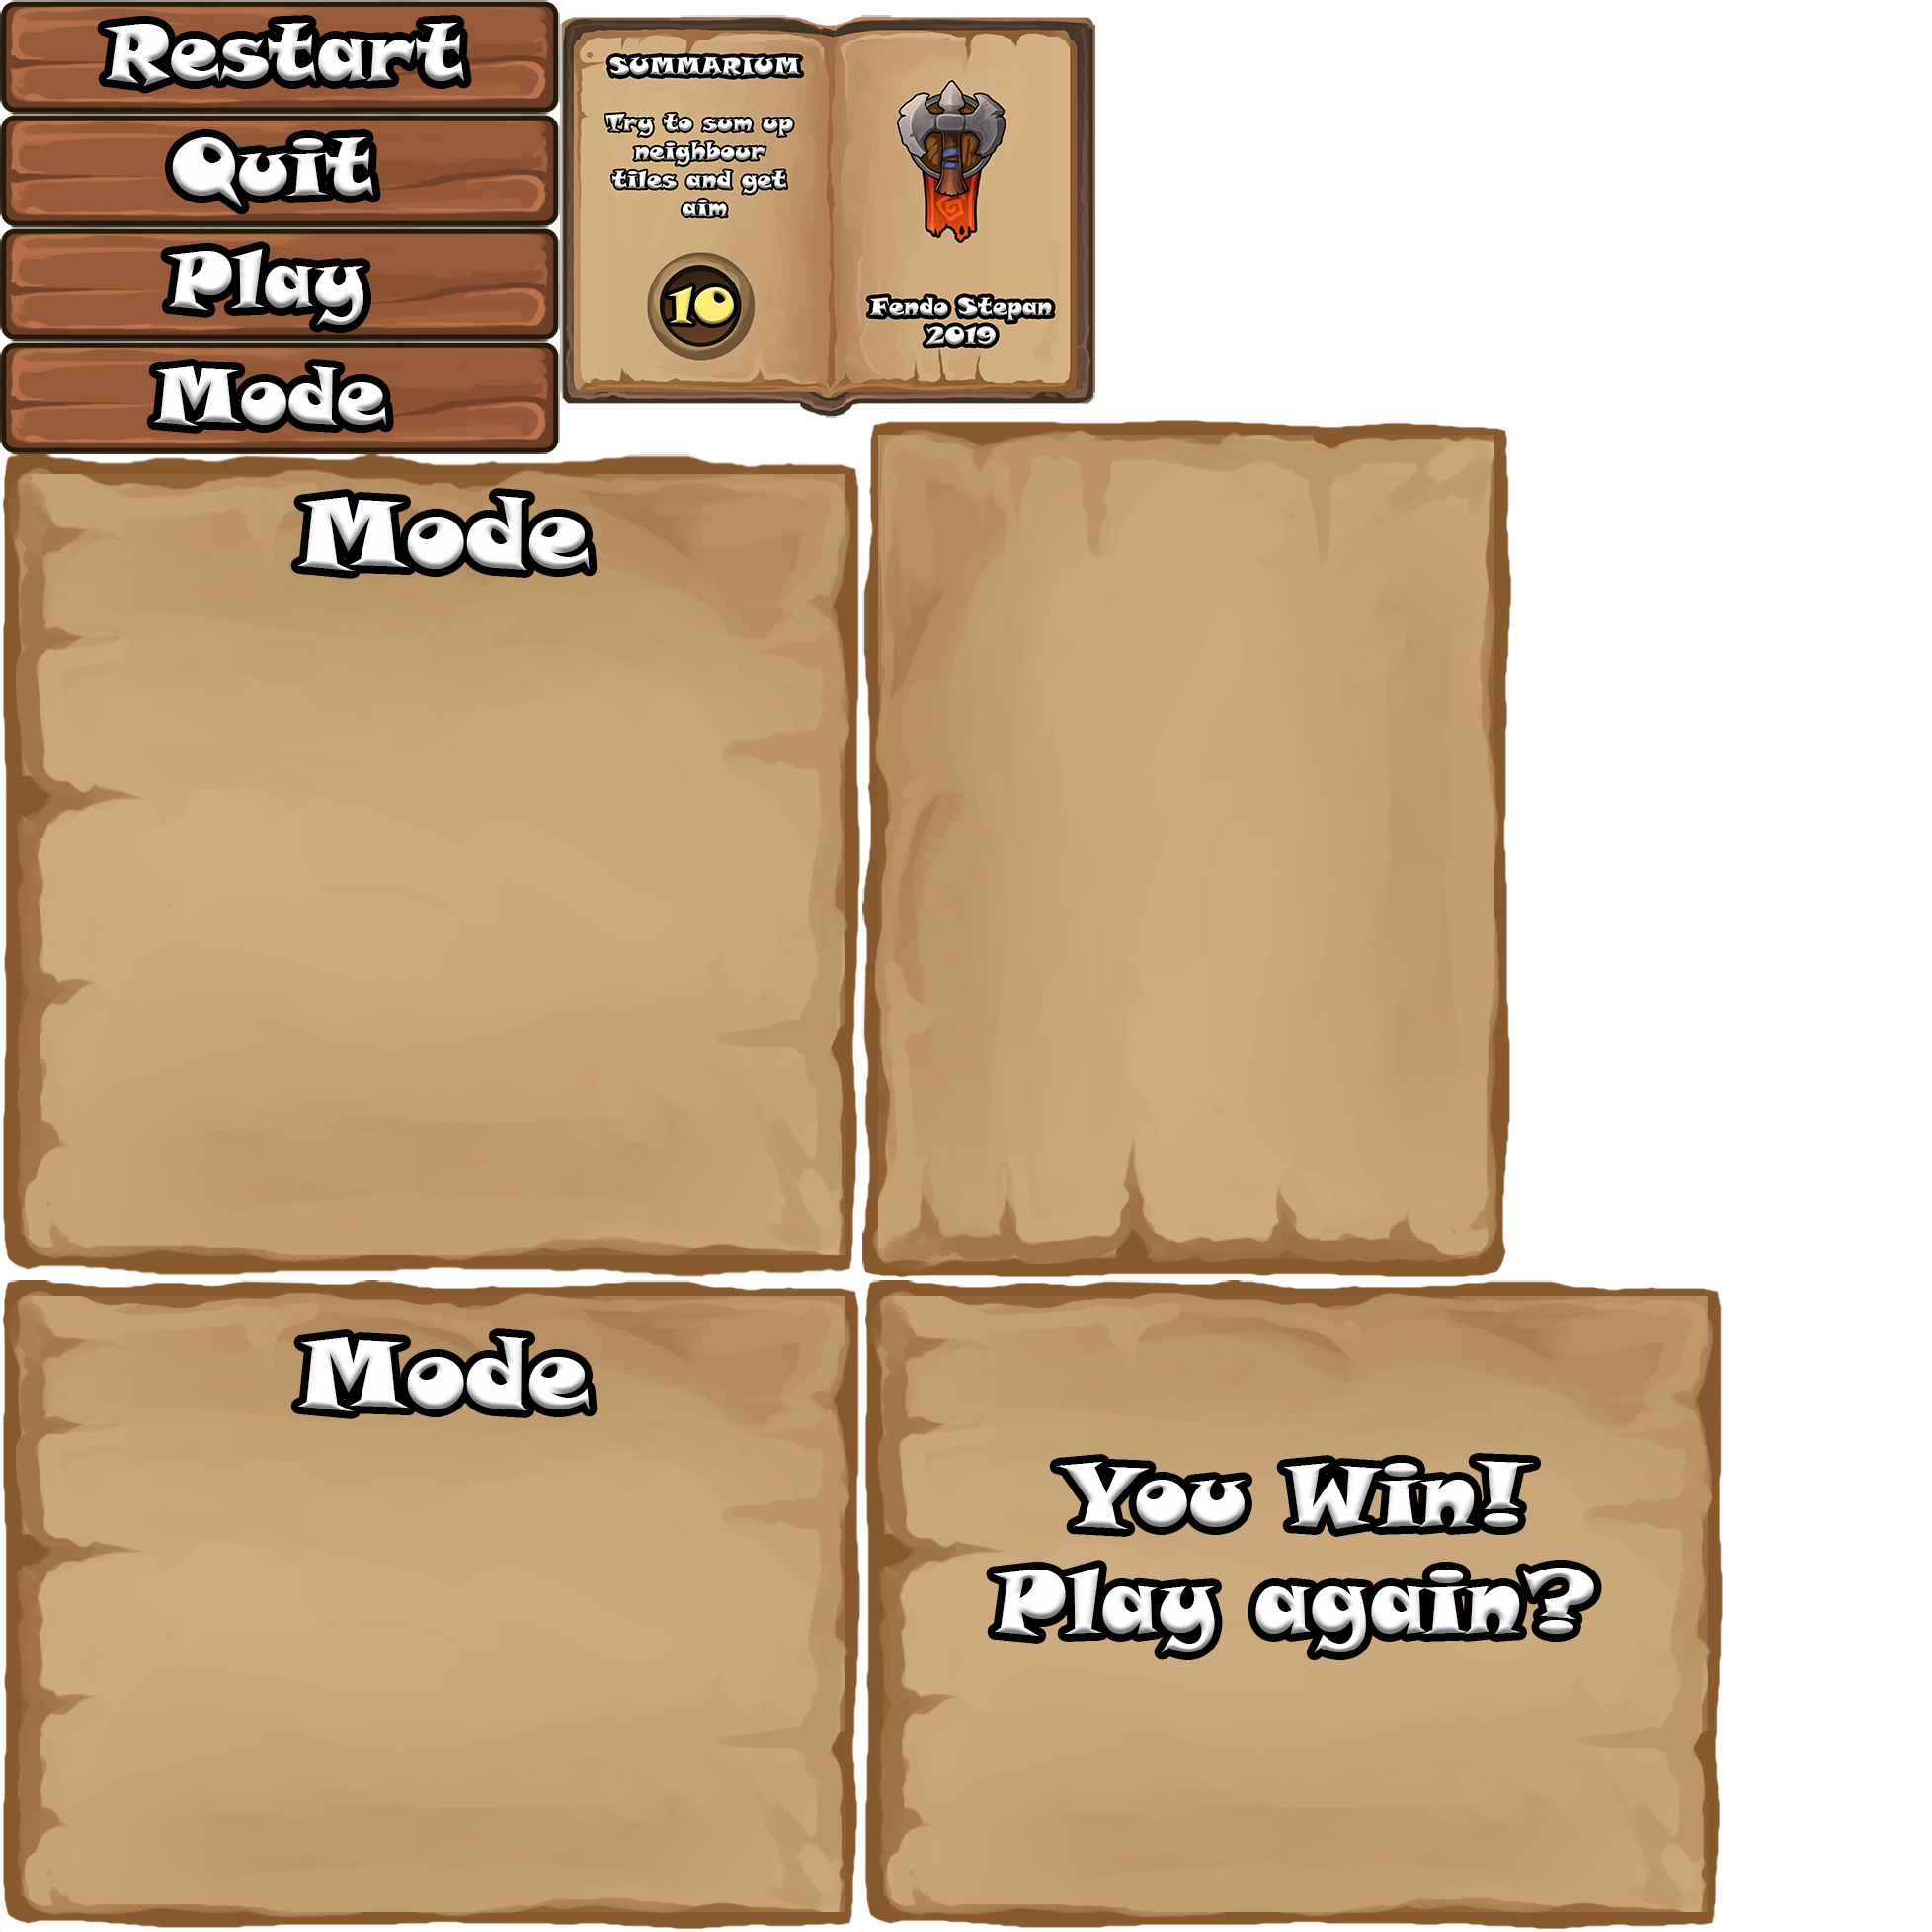 Restart
Quit
Play
Mode
SUMMARIUM
Try to sum up
neighbour
tiles and get
aim
10
Fendo Stepan
2019
Mode
Mode
You Win!
Play again?